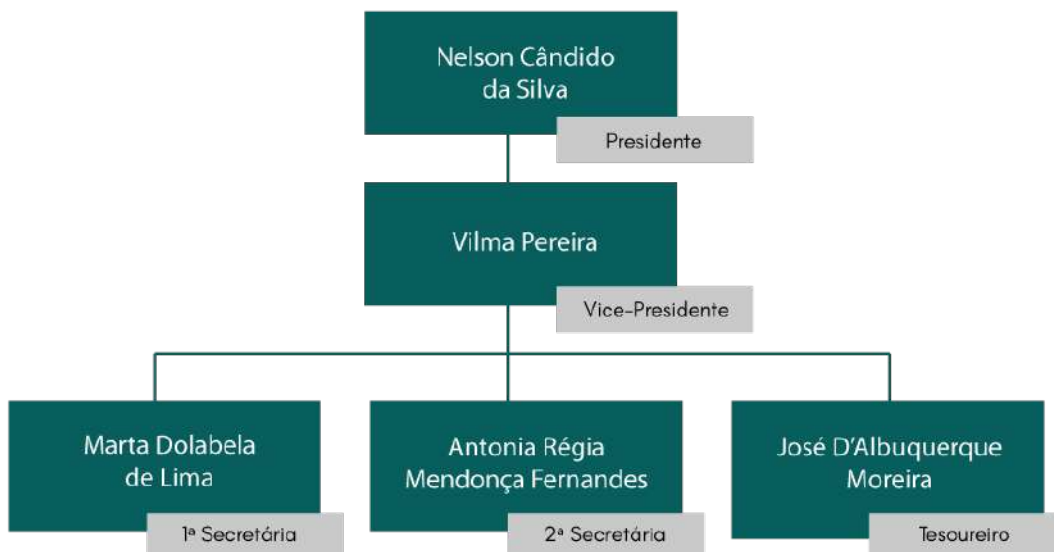 Nelson Cândido
da Silva
Presidente
Vilma Pereira
Vice-Presidente
Marta Dolabela
de Lima
1ª Secretária
Antonia Régia
Mendonça Fernandes
2ª Secretária
José D'Albuquerque
Moreira
Tesoureiro